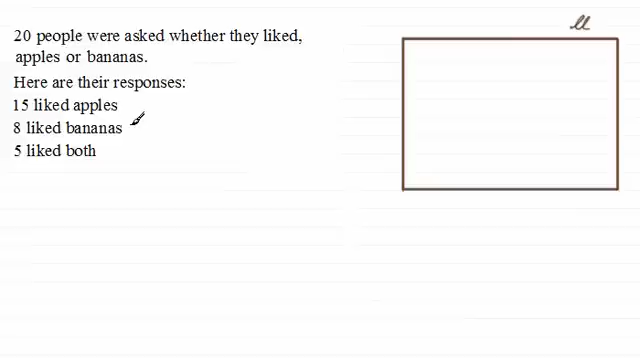 20 people were asked whether they liked,
apples or bananas.
Here are their responses:
15 liked apples
8 liked bananas
5 liked both